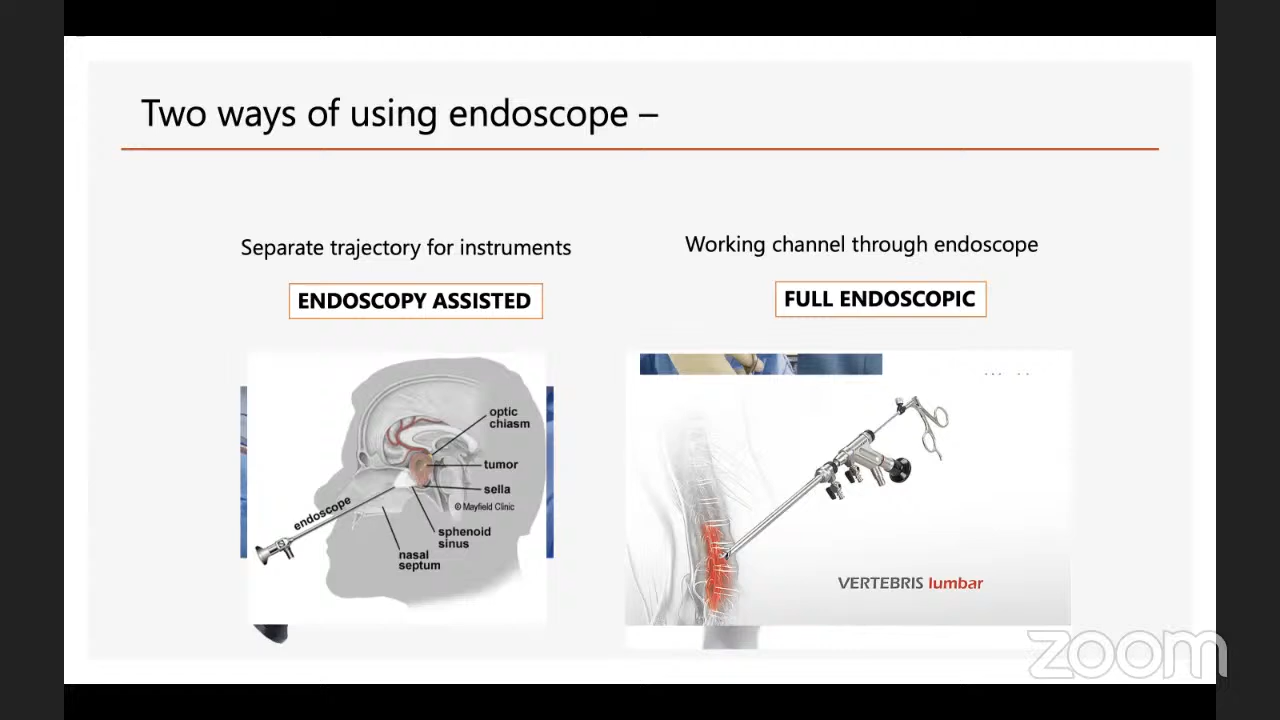 Two ways of using endoscope –
Separate trajectory for instruments
ENDOSCOPY ASSISTED
optic
chiasm
tumor
sella
© Mayfield Clinic
endoscope
sphenoid
sinus
nasal
septum
Working channel through endoscope
FULL ENDOSCOPIC
VERTEBRIS lumbar
zoom